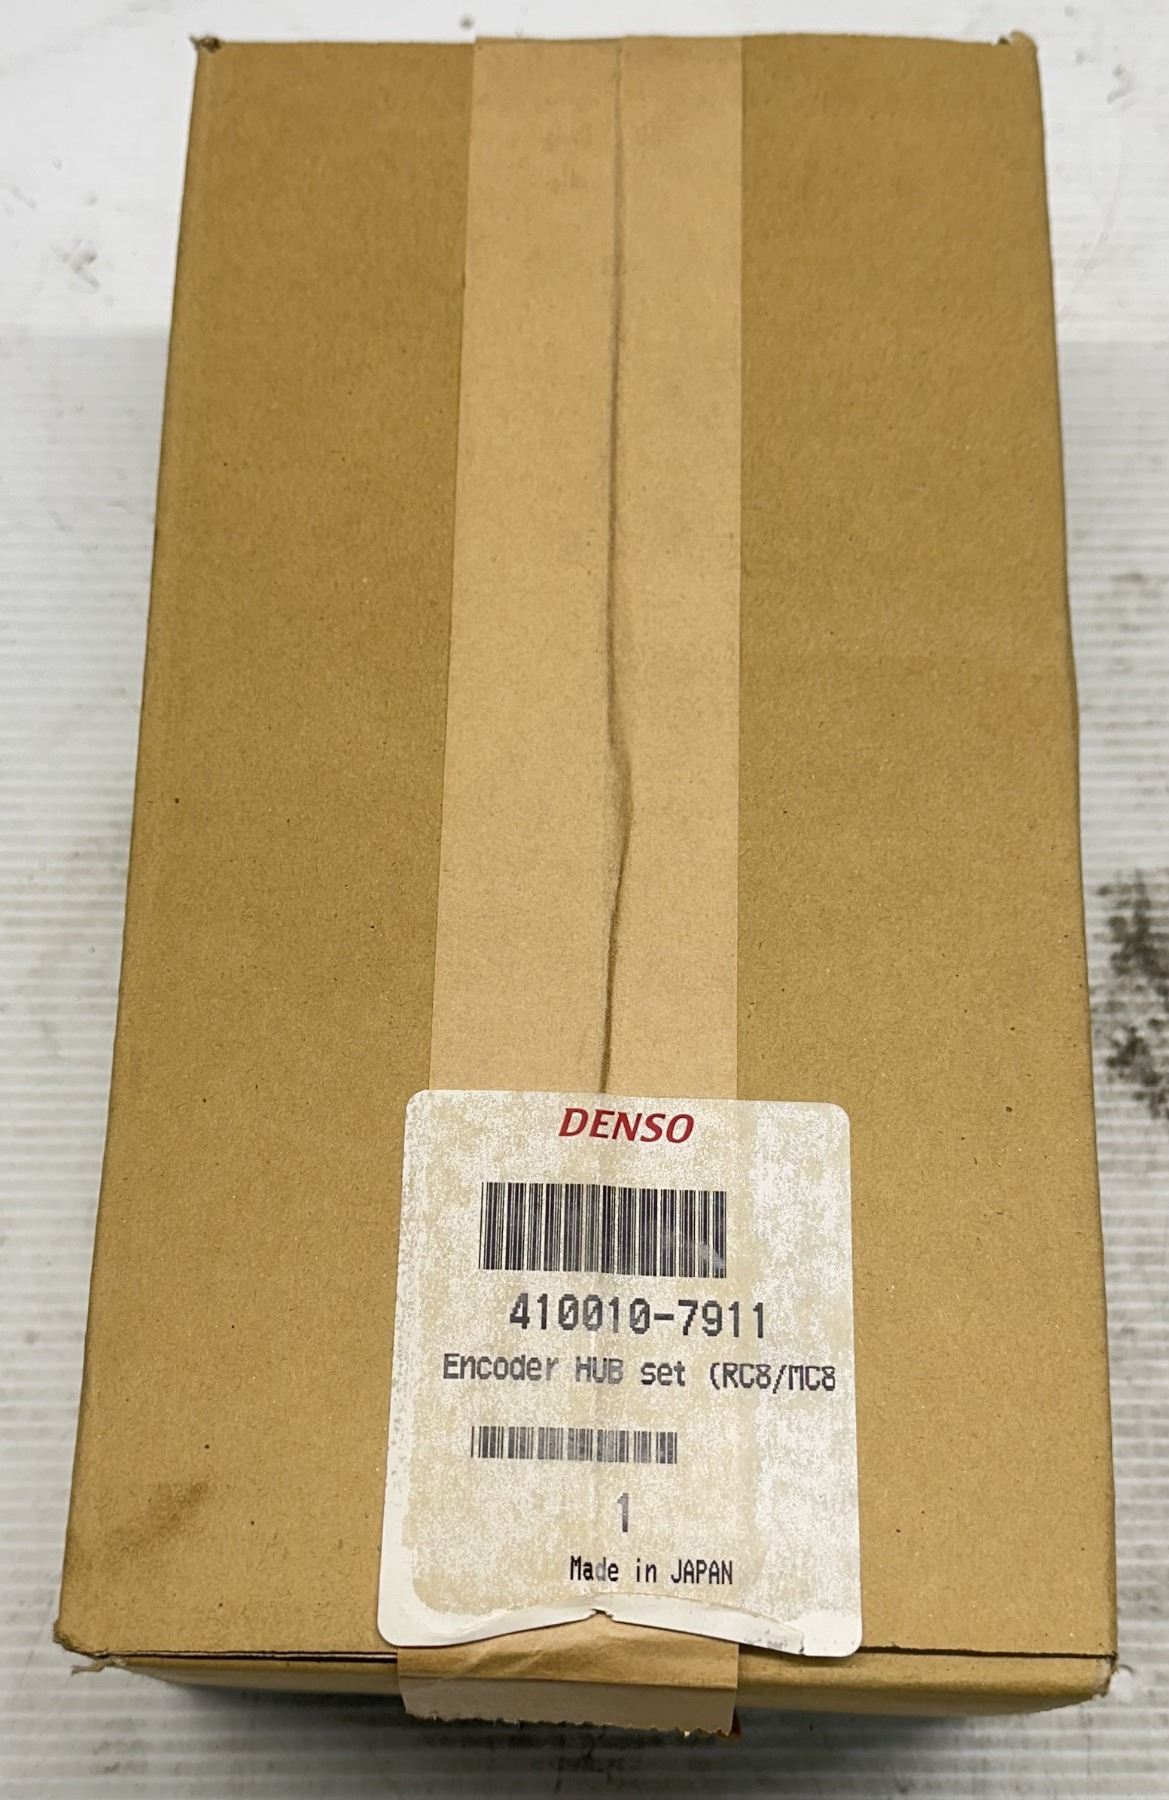 DENSO
410010-7911
Encoder HUB set (RC8/MC8
1
Made in JAPAN